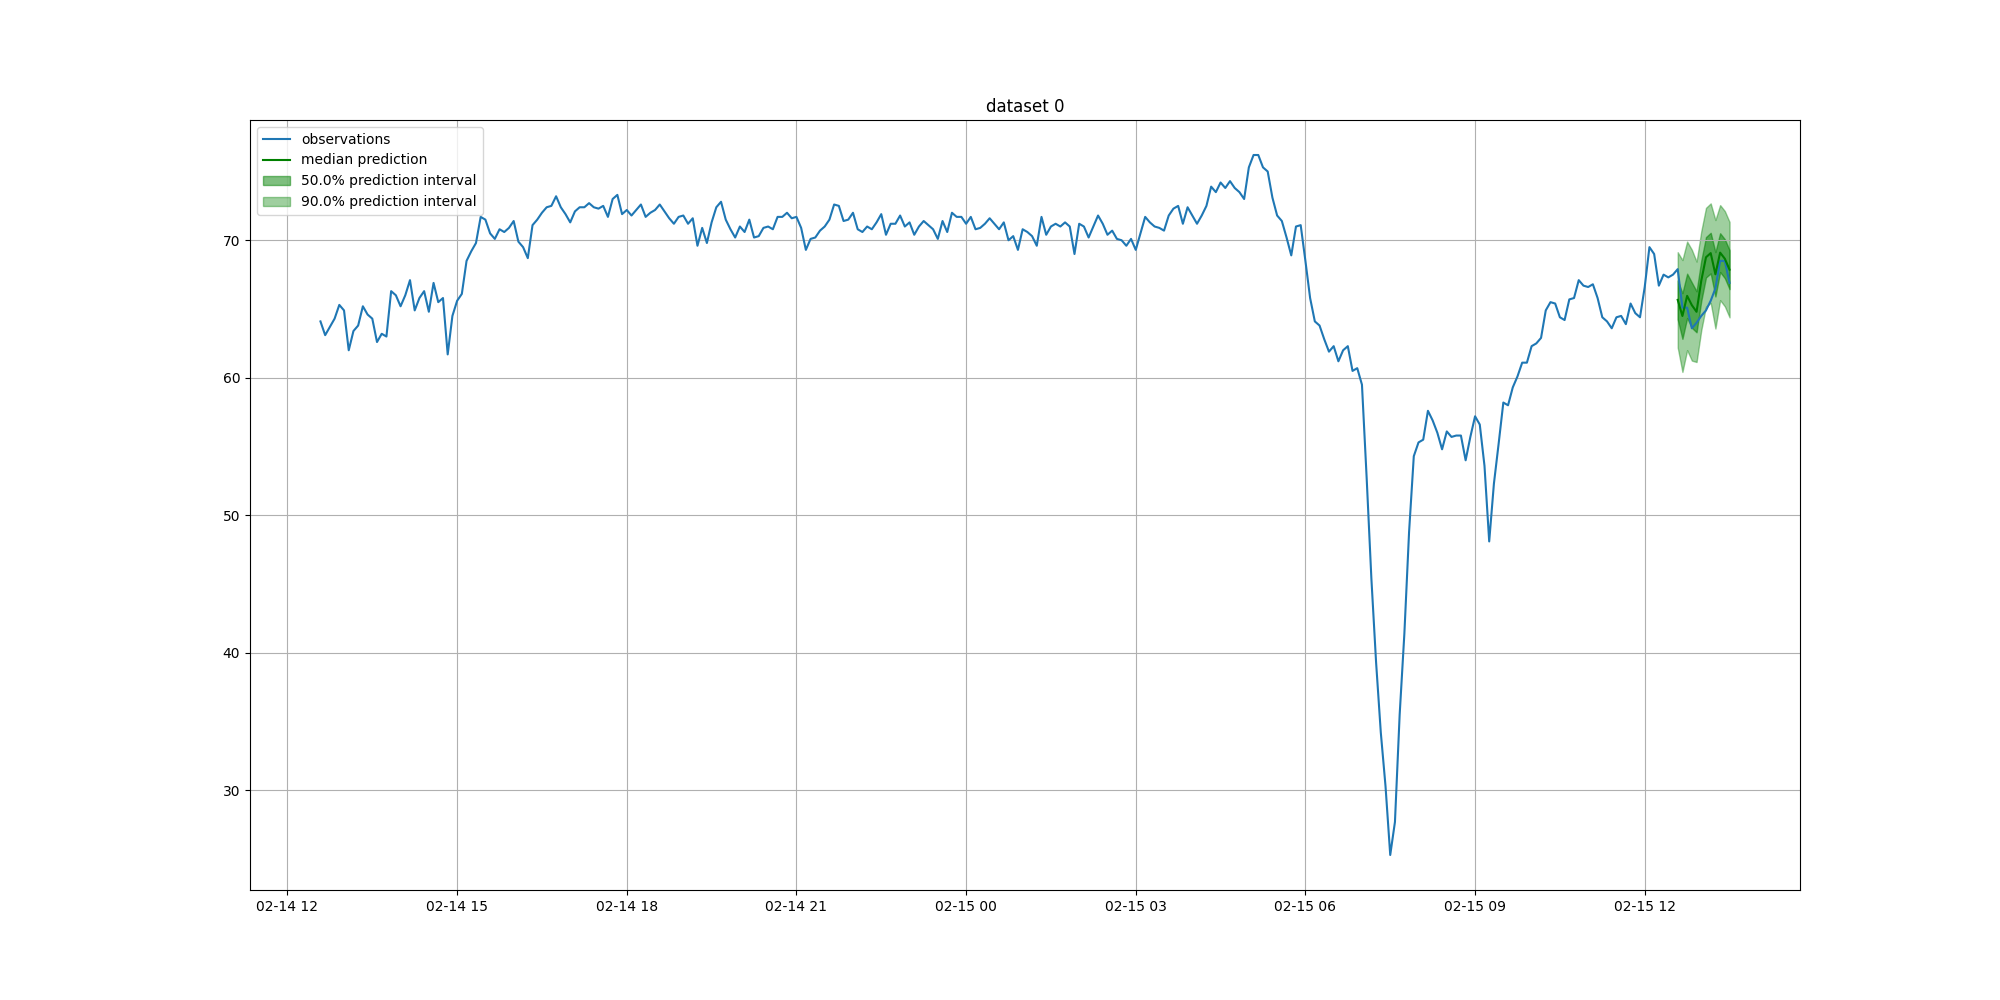 dataset 0
observations
median prediction
50.0% prediction interval
90.0% prediction interval
70
60
50
40
30
02-14 12
02-14 15
02-14 18
02-14 21
02-15 00
02-15 03
02-15 06
02-15 09
02-15 12